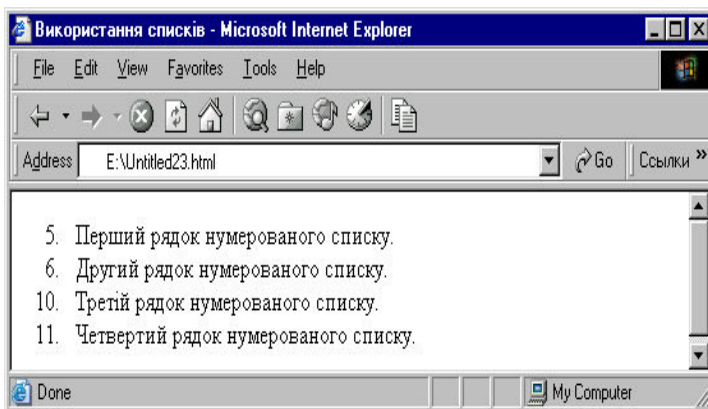 Використання списків - Microsoft Internet Explorer
File Edit View Favorites Tools Help
Address E:\Untitled23.html Go Ссылки »
5. Перший рядок нумерованого списку.
6. Другий рядок нумерованого списку.
10. Третій рядок нумерованого списку.
11. Четвертий рядок нумерованого списку.
Done My Computer